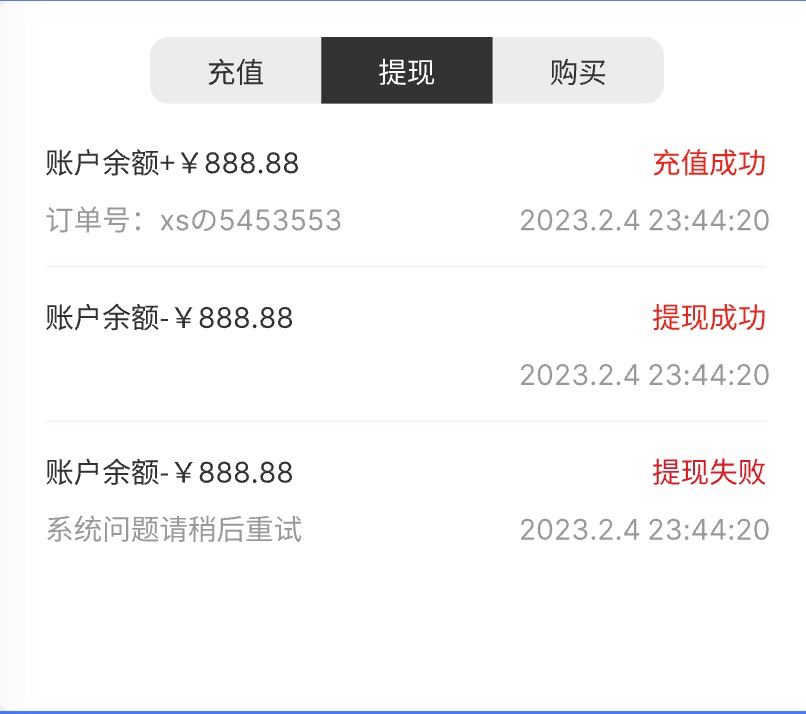 充值 提现 购买
账户余额+￥888.88 充值成功
订单号：xsの5453553 2023.2.4 23:44:20
账户余额-￥888.88 提现成功
2023.2.4 23:44:20
账户余额-￥888.88 提现失败
系统问题请稍后重试 2023.2.4 23:44:20